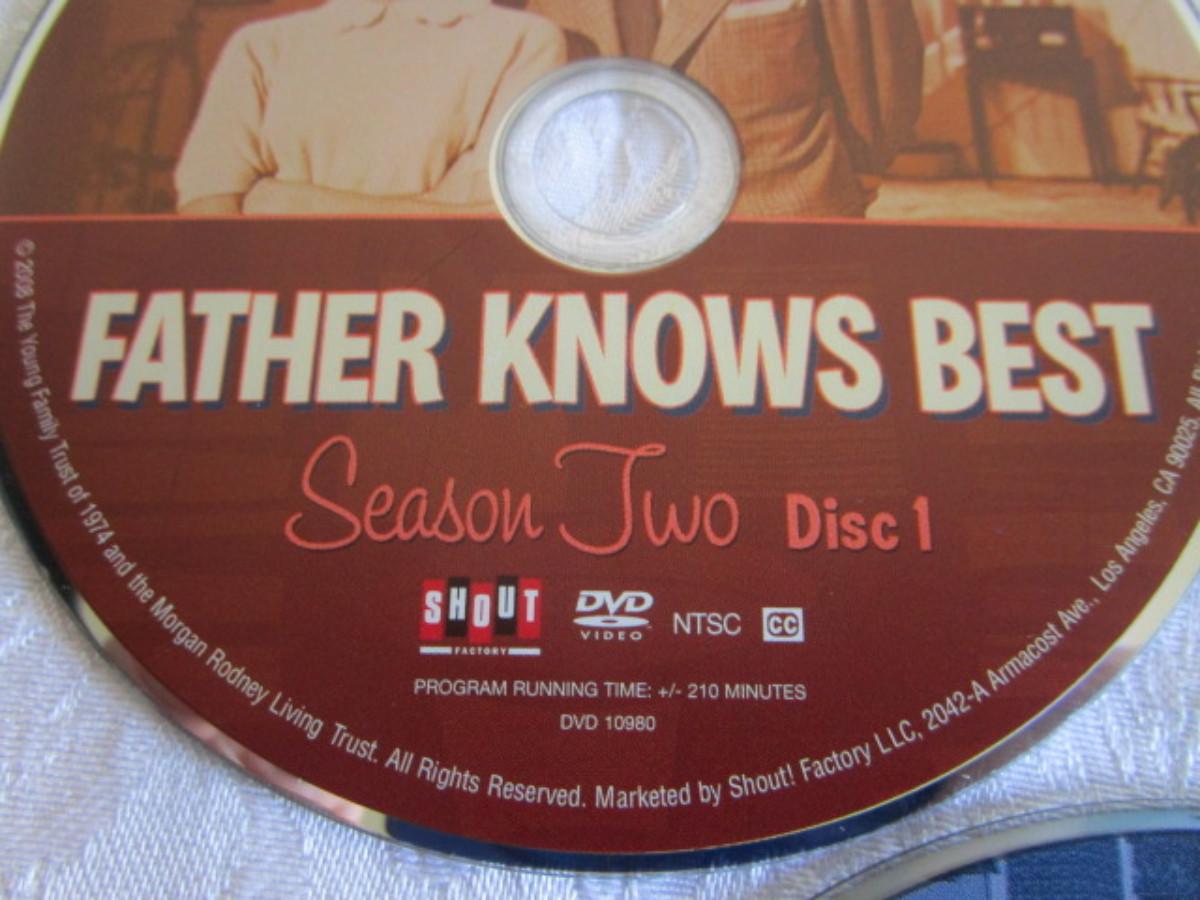 FATHER KNOWS BEST
Season Two Disc 1
SHOUT
FACTORY
DVD
VIDEO
NTSC
CC
PROGRAM RUNNING TIME: +/- 210 MINUTES
DVD 10980
© 2008 The Young Family Trust of 1974 and the Morgan Rodney Living Trust. All Rights Reserved. Marketed by Shout! Factory LLC, 2042-A Armacost Ave., Los Angeles, CA 90025.